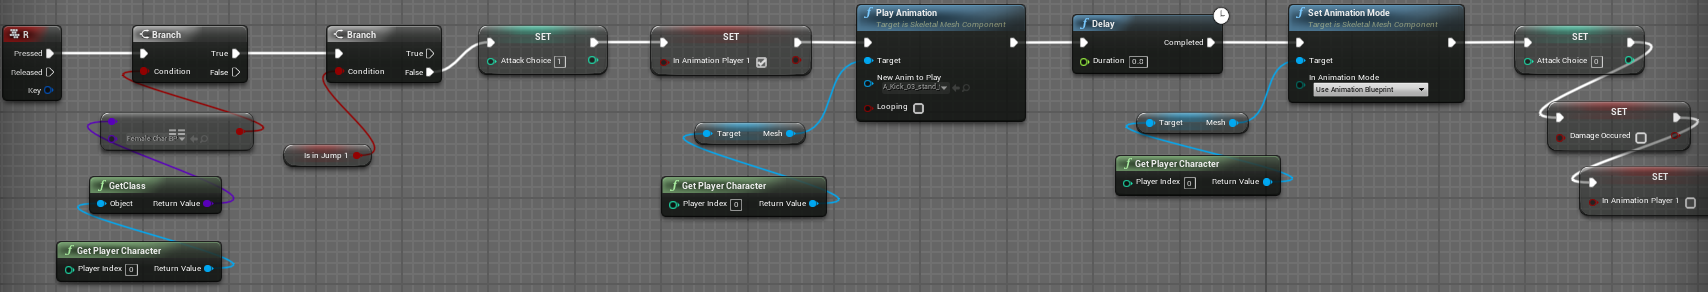 R
Pressed
Released
Key
Branch
True
Condition
False
Female Char BP
==
GetClass
Object
Return Value
Get Player Character
Player Index 0
Return Value
Branch
True
Condition
False
Is in Jump 1
SET
Attack Choice 1
SET
In Animation Player 1
Play Animation
Target is Skeletal Mesh Component
Target
New Anim to Play
A_Kick_03_stand_
Looping
Target Mesh
Get Player Character
Player Index 0
Return Value
Delay
Completed
Duration 0.8
Target Mesh
Get Player Character
Player Index 0
Return Value
Set Animation Mode
Target is Skeletal Mesh Component
Target
In Animation Mode
Use Animation Blueprint
SET
Attack Choice 0
SET
Damage Occured
SET
In Animation Player 1